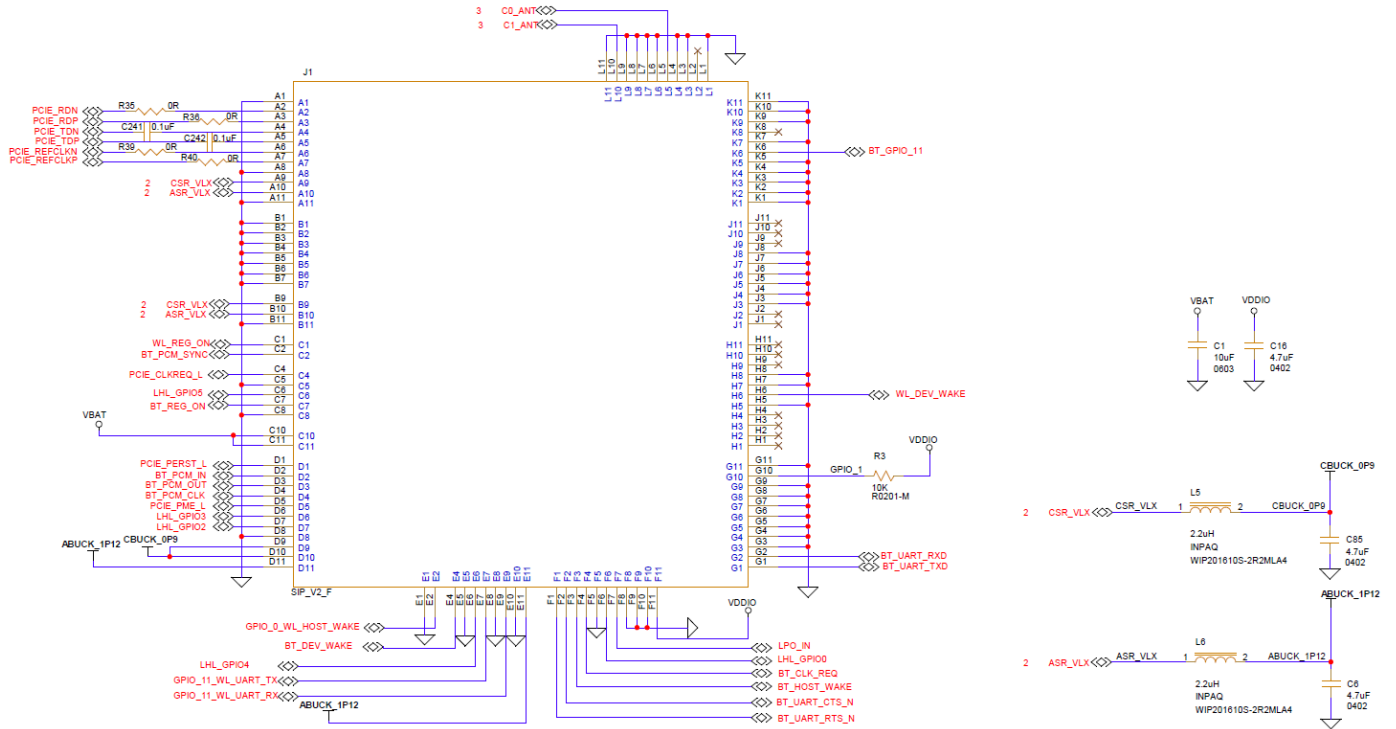 3 C0_ANT
3 C1_ANT
L11 L10 L9 L8 L7 L6 L5 L4 L3 L2 L1
L11 L10 L9 L8 L7 L6 L5 L4 L3 L2 L1
J1
A1 A1 K11 K11
PCIE_RDN R35 0R A2 A2 K10 K10
PCIE_RDP R36 0R A3 A3 K9 K9
PCIE_TDN C241 0.1uF A4 A4 K8 K8
PCIE_TDP C242 0.1uF A5 A5 K7 K7
PCIE_REFCLKN R39 0R A6 A6 K6 K6 BT_GPIO_11
PCIE_REFCLKP R40 0R A7 A7 K5 K5
A8 A8 K4 K4
2 CSR_VLX A9 A9 K3 K3
2 ASR_VLX A10 A10 K2 K2
A11 A11 K1 K1
B1 B1 J11 J11
B2 B2 J10 J10
B3 B3 J9 J9
B4 B4 J8 J8
B5 B5 J7 J7
B6 B6 J6 J6
B7 B7 J5 J5
J4 J4
2 CSR_VLX B9 B9 J3 J3
2 ASR_VLX B10 B10 J2 J2
B11 B11 J1 J1
WL_REG_ON C1 C1 H11 H11
BT_PCM_SYNC C2 C2 H10 H10
H9 H9
PCIE_CLKREQ_L C4 C4 H8 H8
C5 C5 H7 H7
LHL_GPIO5 C6 C6 H6 H6 WL_DEV_WAKE
BT_REG_ON C7 C7 H5 H5
C8 C8 H4 H4
H3 H3
VBAT C10 C10 H2 H2
C11 C11 H1 H1
PCIE_PERST_L D1 D1 G11 G11
BT_PCM_IN D2 D2 G10 G10 GPIO_1 R3 10K R0201-M VDDIO
BT_PCM_OUT D3 D3 G9 G9
BT_PCM_CLK D4 D4 G8 G8
PCIE_PME_L D5 D5 G7 G7
LHL_GPIO3 D6 D6 G6 G6
LHL_GPIO2 D7 D7 G5 G5
D8 D8 G4 G4
ABUCK_1P12 CBUCK_0P9 D9 D9 G3 G3
D10 D10 G2 G2 BT_UART_RXD
D11 D11 G1 G1 BT_UART_TXD
E1 E2 E4 E5 E6 E7 E8 E9 E10 E11 F1 F2 F3 F4 F5 F6 F7 F8 F9 F10 F11
SIP_V2_F
E1 E2 E4 E5 E6 E7 E8 E9 E10 E11 F1 F2 F3 F4 F5 F6 F7 F8 F9 F10 F11
VDDIO
GPIO_0_WL_HOST_WAKE
BT_DEV_WAKE
LHL_GPIO4
GPIO_11_WL_UART_TX
GPIO_11_WL_UART_RX
ABUCK_1P12
LPO_IN
LHL_GPIO0
BT_CLK_REQ
BT_HOST_WAKE
BT_UART_CTS_N
BT_UART_RTS_N
VBAT VDDIO
C1 C16
10uF 4.7uF
0603 0402
CBUCK_0P9
2 CSR_VLX CSR_VLX 1 L5 2 CBUCK_0P9
2.2uH
INPAQ
WIP201610S-2R2MLA4
C85
4.7uF
0402
ABUCK_1P12
2 ASR_VLX ASR_VLX 1 L6 2 ABUCK_1P12
2.2uH
INPAQ
WIP201610S-2R2MLA4
C6
4.7uF
0402